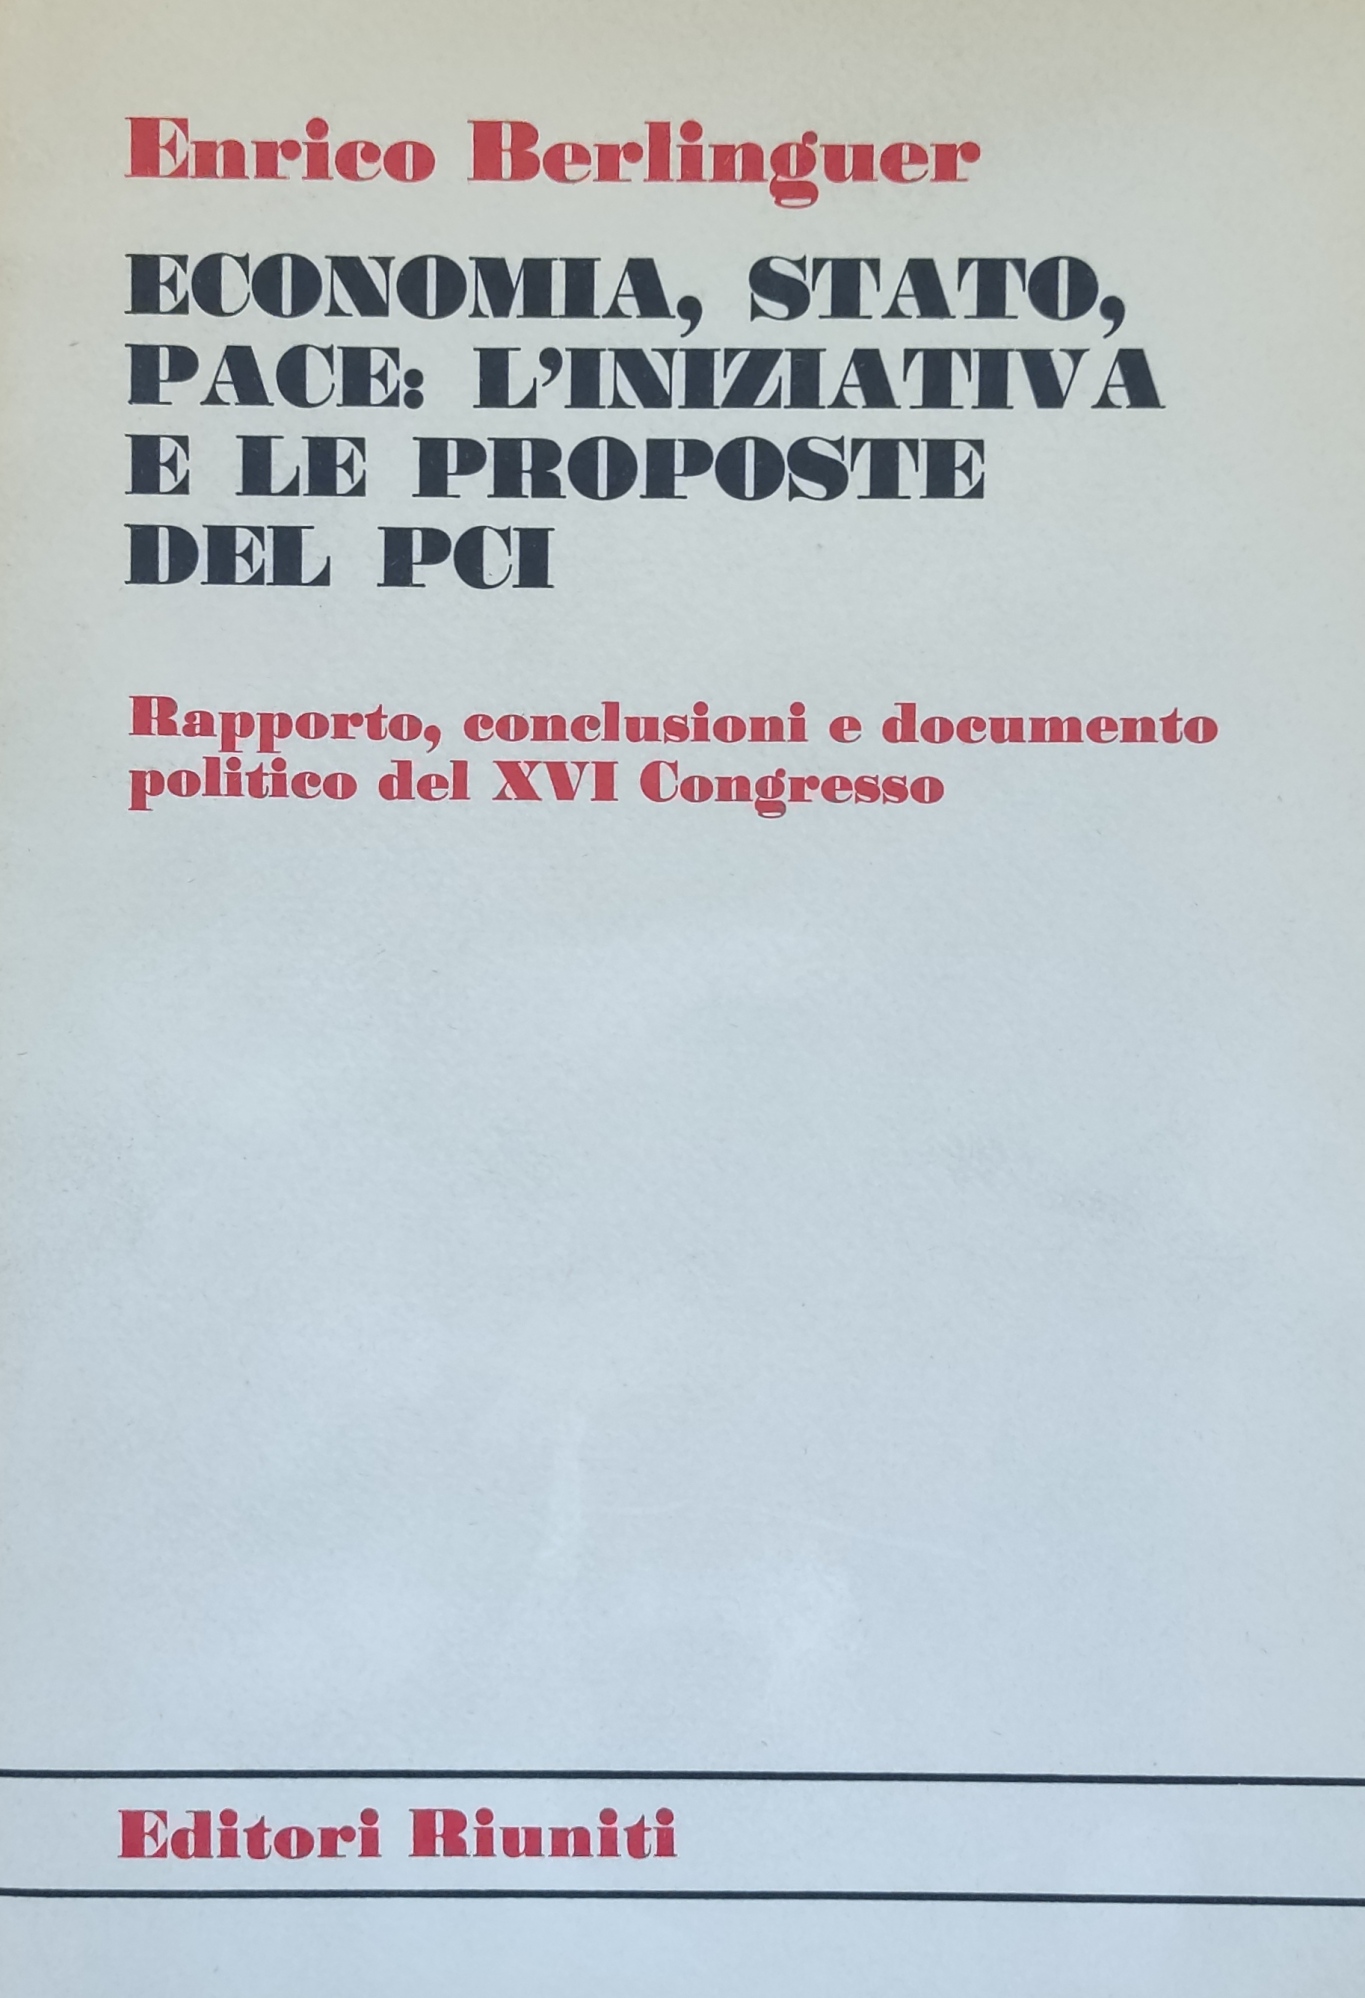 Enrico Berlinguer
ECONOMIA, STATO,
PACE: L'INIZIATIVA
E LE PROPOSTE
DEL PCI
Rapporto, conclusioni e documento
politico del XVI Congresso
Editori Riuniti